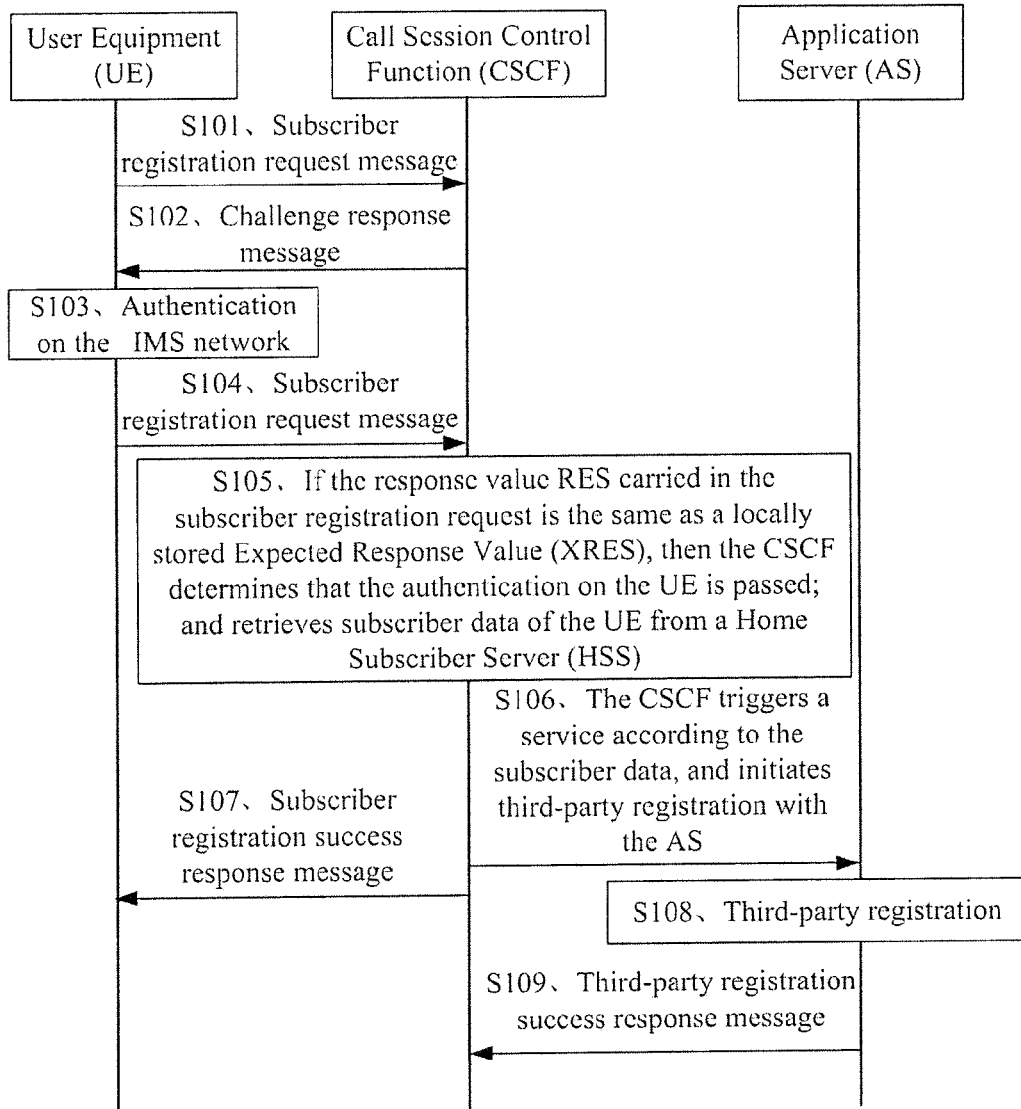 User Equipment
(UE)
Call Session Control
Function (CSCF)
Application
Server (AS)
S101、Subscriber
registration request message
S102、Challenge response
message
S103、Authentication
on the IMS network
S104、Subscriber
registration request message
S105、If the response value RES carried in the
subscriber registration request is the same as a locally
stored Expected Response Value (XRES), then the CSCF
determines that the authentication on the UE is passed;
and retrieves subscriber data of the UE from a Home
Subscriber Server (HSS)
S106、The CSCF triggers a
service according to the
subscriber data, and initiates
third-party registration with
the AS
S107、Subscriber
registration success
response message
S108、Third-party registration
S109、Third-party registration
success response message